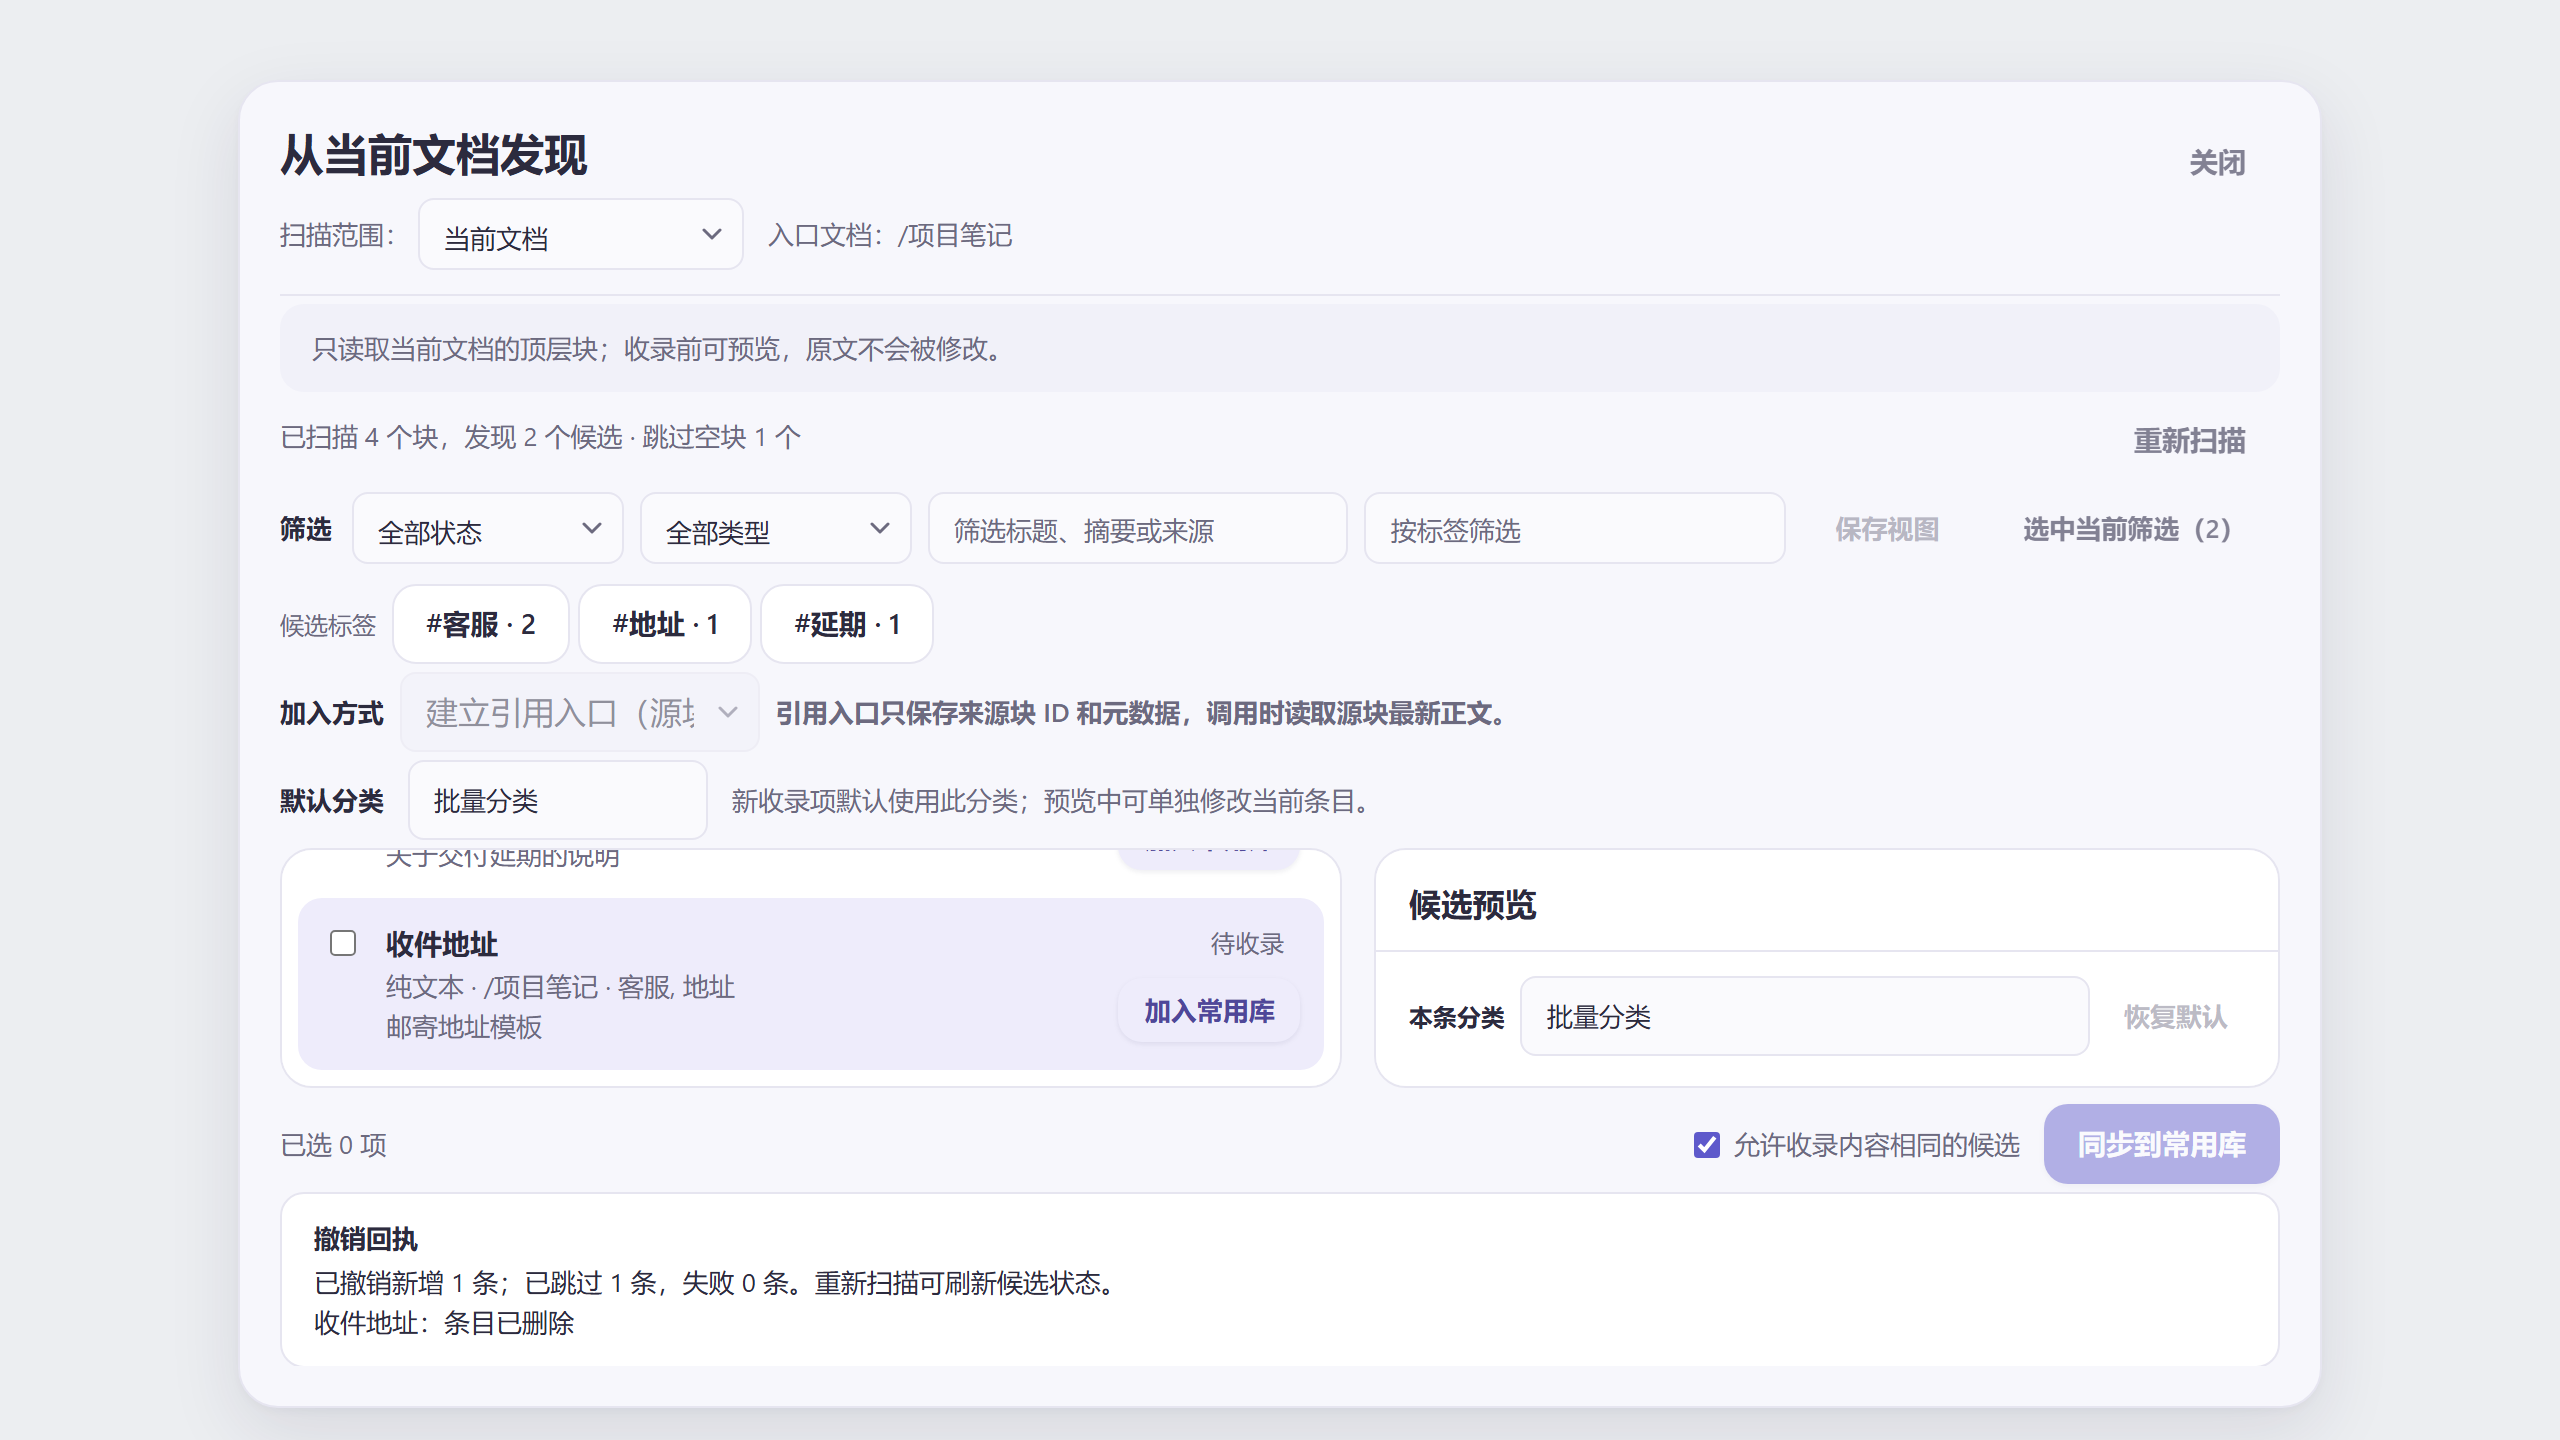 从当前文档发现
关闭
扫描范围：
当前文档
入口文档：/项目笔记
只读取当前文档的顶层块；收录前可预览，原文不会被修改。
已扫描 4 个块，发现 2 个候选 · 跳过空块 1 个
重新扫描
筛选
全部状态
全部类型
筛选标题、摘要或来源
按标签筛选
保存视图
选中当前筛选（2）
候选标签
#客服 · 2
#地址 · 1
#延期 · 1
加入方式
建立引用入口（源
引用入口只保存来源块 ID 和元数据，调用时读取源块最新正文。
默认分类
批量分类
新收录项默认使用此分类；预览中可单独修改当前条目。
关于交付延期的说明
收件地址
待收录
纯文本 · /项目笔记 · 客服, 地址
邮寄地址模板
加入常用库
候选预览
本条分类
批量分类
恢复默认
已选 0 项
允许收录内容相同的候选
同步到常用库
撤销回执
已撤销新增 1 条；已跳过 1 条，失败 0 条。重新扫描可刷新候选状态。
收件地址：条目已删除